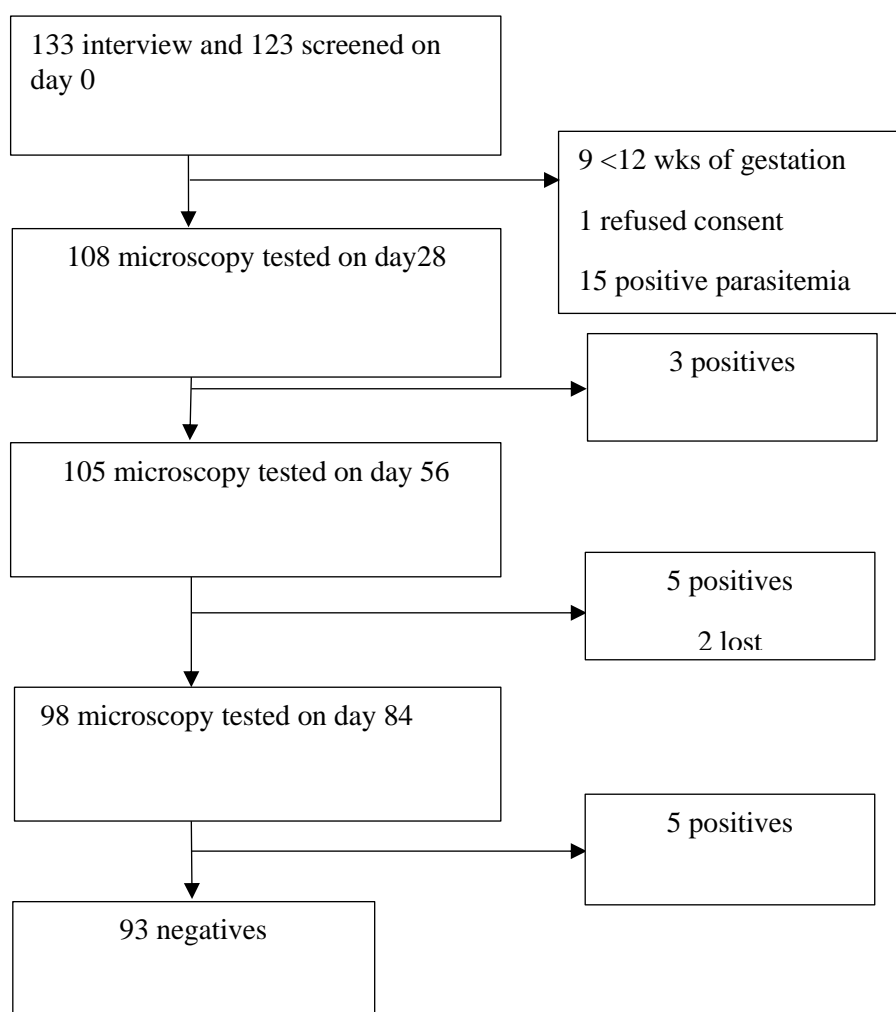 133 interview and 123 screened on
day 0
9 <12 wks of gestation
1 refused consent
15 positive parasitemia
108 microscopy tested on day28
3 positives
105 microscopy tested on day 56
5 positives
2 lost
98 microscopy tested on day 84
5 positives
93 negatives